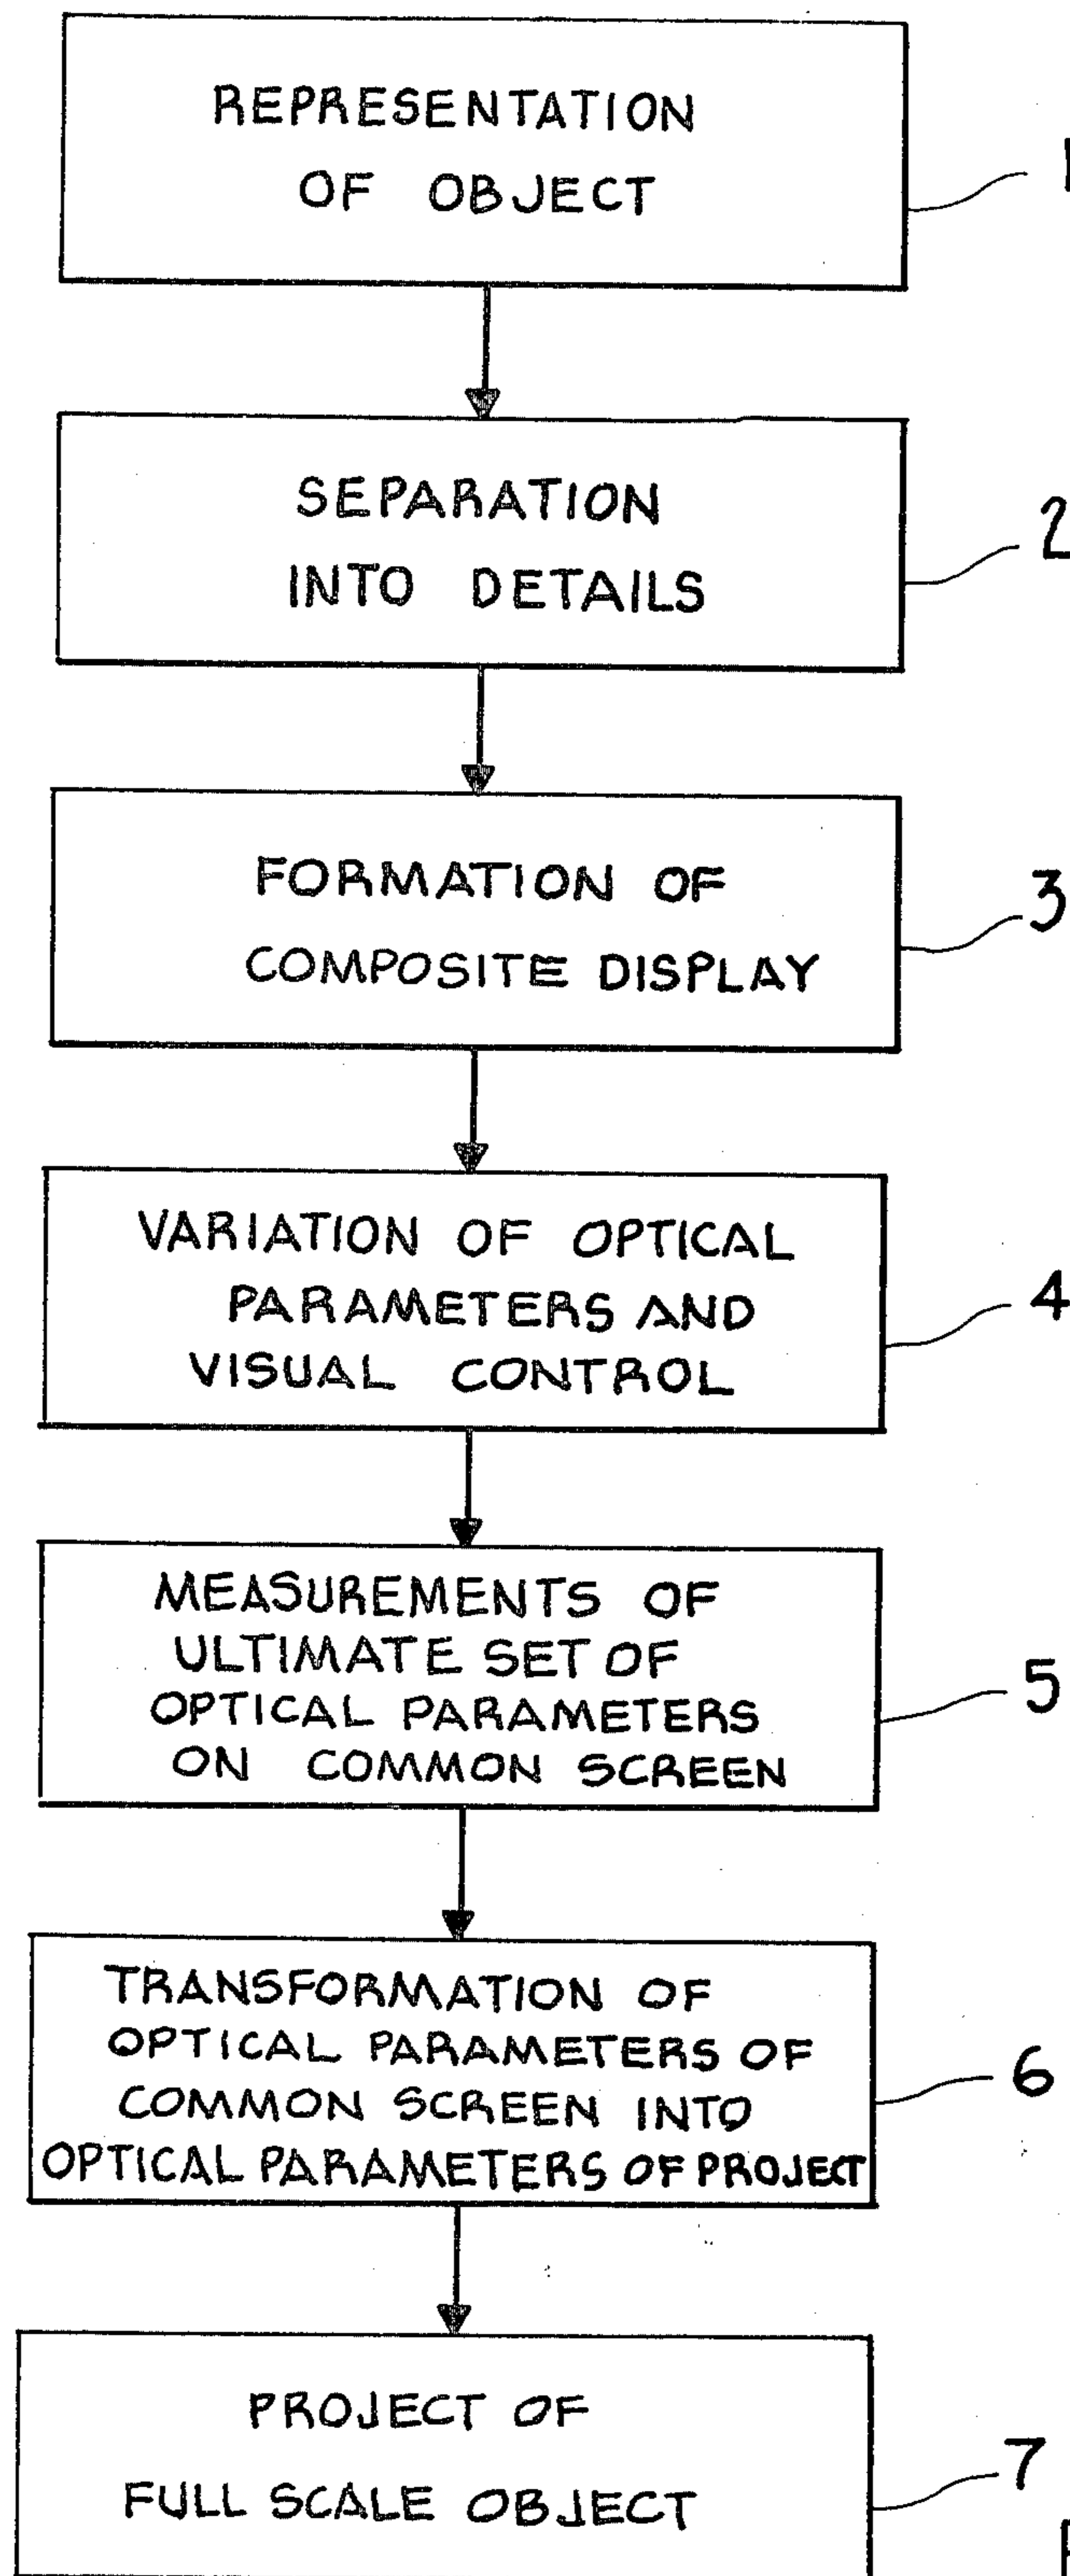 REPRESENTATION
OF OBJECT
1
SEPARATION
INTO DETAILS
2
FORMATION OF
COMPOSITE DISPLAY
3
VARIATION OF OPTICAL
PARAMETERS AND
VISUAL CONTROL
4
MEASUREMENTS OF
ULTIMATE SET OF
OPTICAL PARAMETERS
ON COMMON SCREEN
5
TRANSFORMATION OF
OPTICAL PARAMETERS OF
COMMON SCREEN INTO
OPTICAL PARAMETERS OF PROJECT
6
PROJECT OF
FULL SCALE OBJECT
7